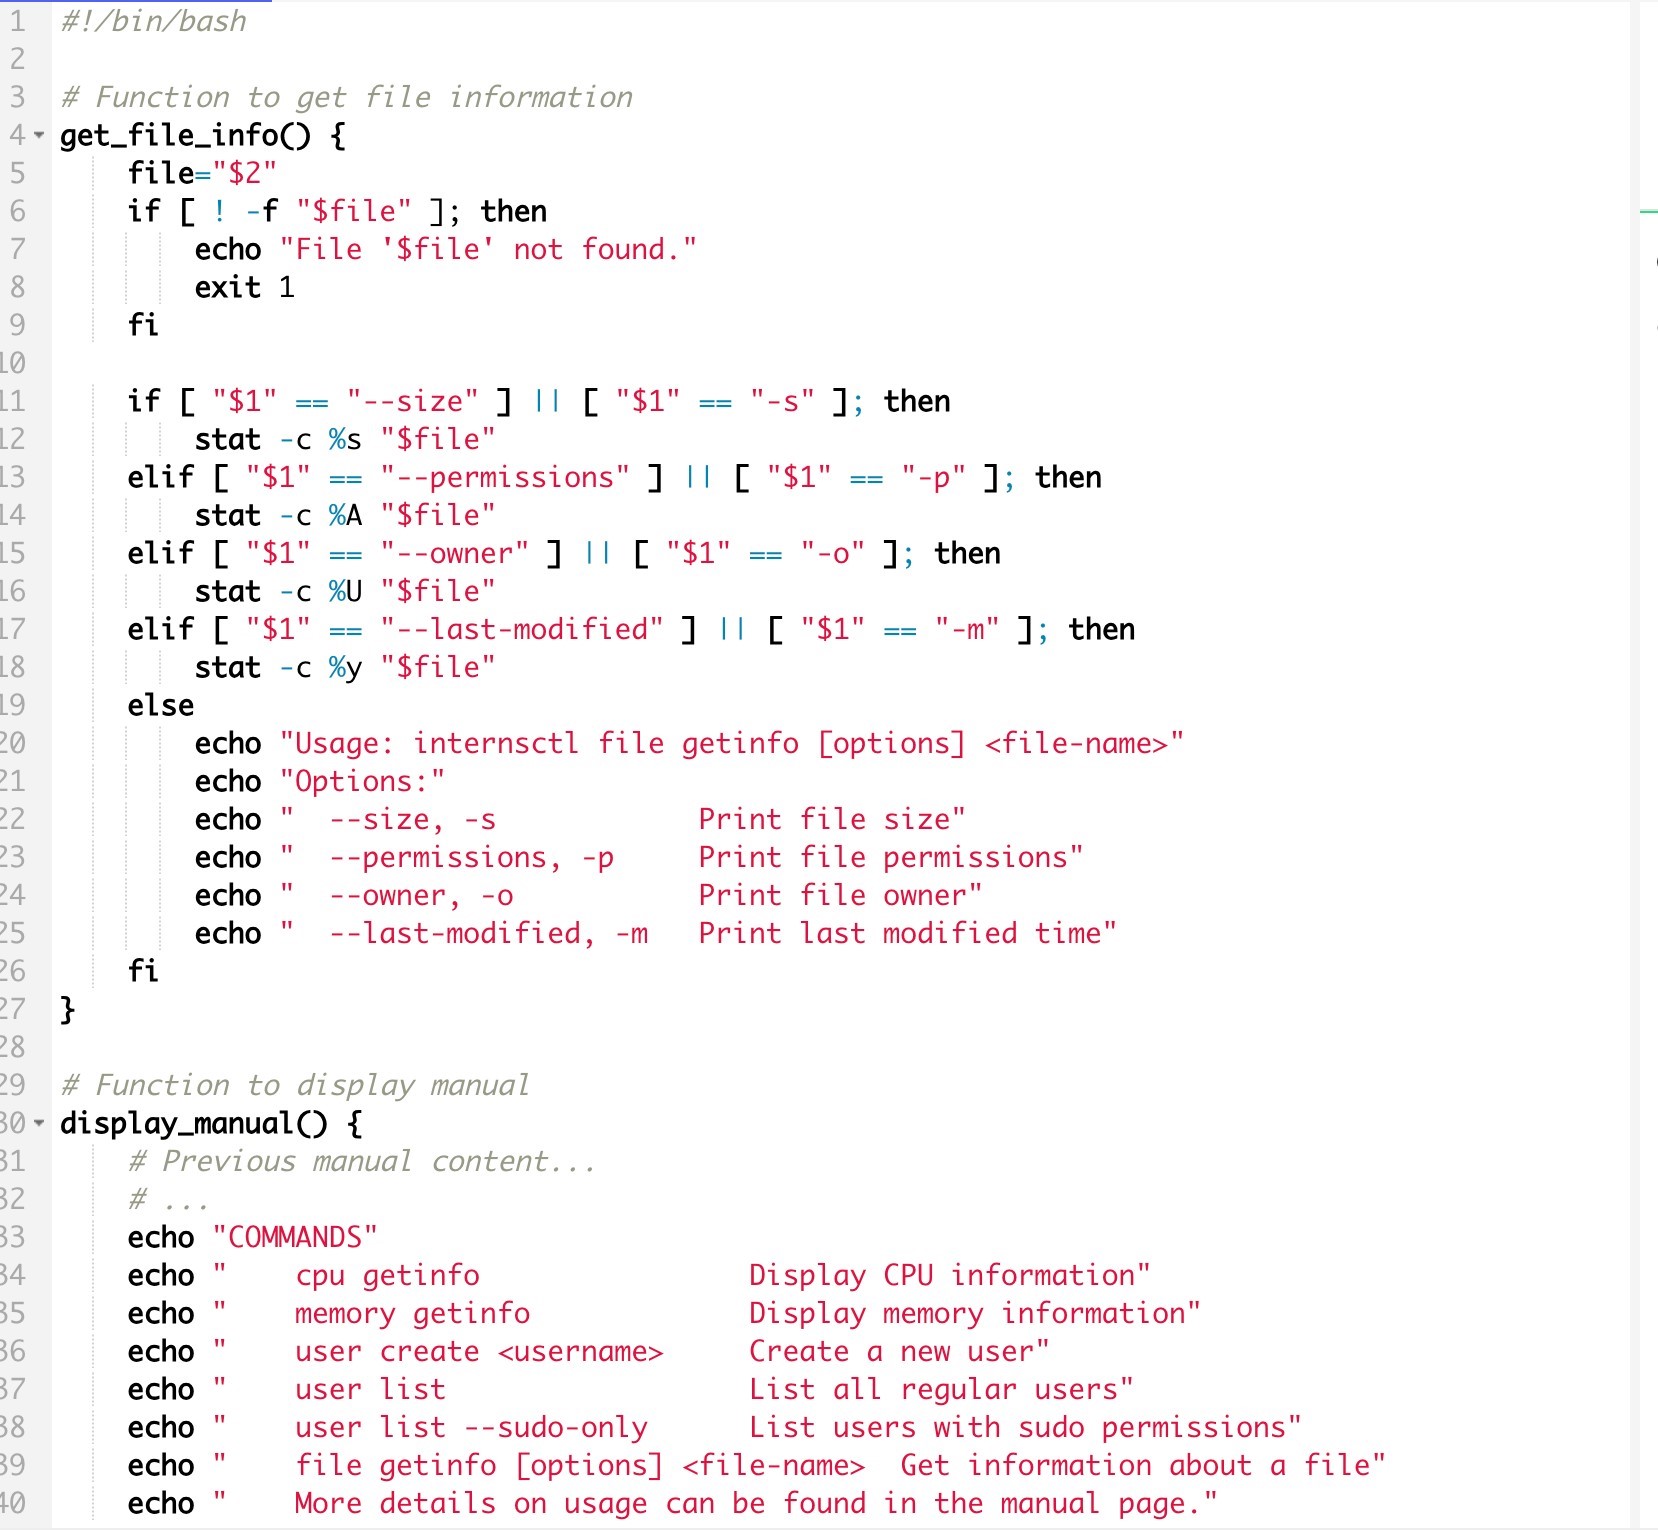 1 #!/bin/bash
2
3 # Function to get file information
4 get_file_info() {
5     file="$2"
6     if [ ! -f "$file" ]; then
7         echo "File '$file' not found."
8         exit 1
9     fi
10
11     if [ "$1" == "--size" ] || [ "$1" == "-s" ]; then
12         stat -c %s "$file"
13     elif [ "$1" == "--permissions" ] || [ "$1" == "-p" ]; then
14         stat -c %A "$file"
15     elif [ "$1" == "--owner" ] || [ "$1" == "-o" ]; then
16         stat -c %U "$file"
17     elif [ "$1" == "--last-modified" ] || [ "$1" == "-m" ]; then
18         stat -c %y "$file"
19     else
20         echo "Usage: internsctl file getinfo [options] <file-name>"
21         echo "Options:"
22         echo "  --size, -s            Print file size"
23         echo "  --permissions, -p     Print file permissions"
24         echo "  --owner, -o           Print file owner"
25         echo "  --last-modified, -m   Print last modified time"
26     fi
27 }
28
29 # Function to display manual
30 display_manual() {
31     # Previous manual content...
32     # ...
33     echo "COMMANDS"
34     echo "    cpu getinfo                Display CPU information"
35     echo "    memory getinfo             Display memory information"
36     echo "    user create <username>     Create a new user"
37     echo "    user list                  List all regular users"
38     echo "    user list --sudo-only      List users with sudo permissions"
39     echo "    file getinfo [options] <file-name>  Get information about a file"
40     echo "    More details on usage can be found in the manual page."